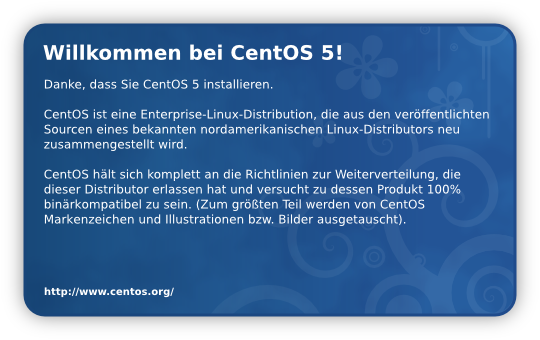 Willkommen bei CentOS 5!
Danke, dass Sie CentOS 5 installieren.
CentOS ist eine Enterprise-Linux-Distribution, die aus den veröffentlichten
Sourcen eines bekannten nordamerikanischen Linux-Distributors neu
zusammengestellt wird.
CentOS hält sich komplett an die Richtlinien zur Weiterverteilung, die
dieser Distributor erlassen hat und versucht zu dessen Produkt 100%
binärkompatibel zu sein. (Zum größten Teil werden von CentOS
Markenzeichen und Illustrationen bzw. Bilder ausgetauscht).
http://www.centos.org/